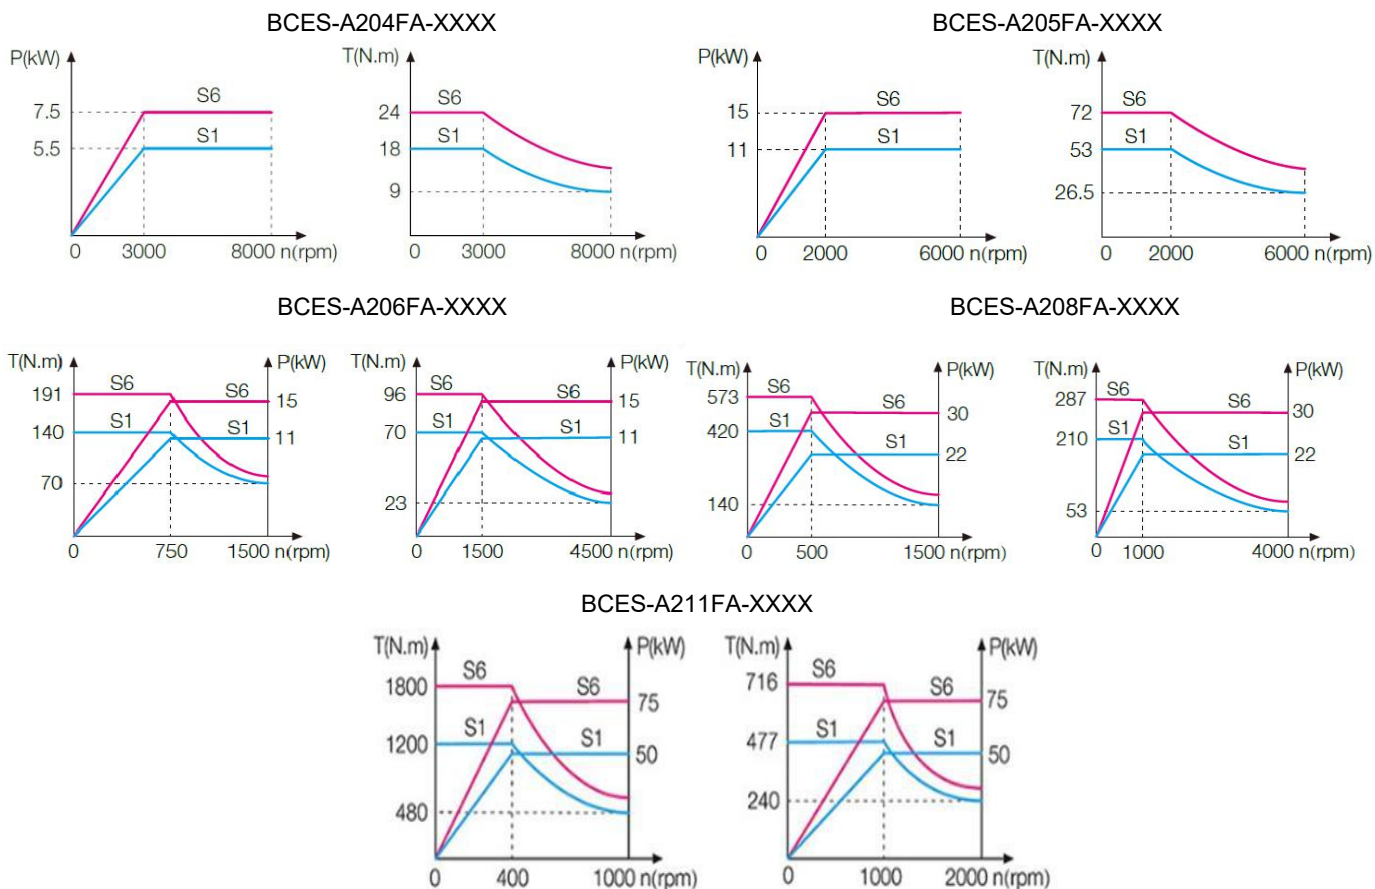 BCES-A204FA-XXXX
BCES-A205FA-XXXX
P(kW)
7.5
5.5
S6
S1
0 3000 8000 n(rpm)
T(N.m)
24
18
9
S6
S1
0 3000 8000 n(rpm)
P(kW)
15
11
S6
S1
0 2000 6000 n(rpm)
T(N.m)
72
53
26.5
S6
S1
0 2000 6000 n(rpm)
BCES-A206FA-XXXX
BCES-A208FA-XXXX
T(N.m) P(kW)
191 S6 S6 15
140 S1 S1 11
70
0 750 1500 n(rpm)
T(N.m) P(kW)
96 S6 S6 15
70 S1 S1 11
23
0 1500 4500 n(rpm)
T(N.m) P(kW)
573 S6 S6 30
420 S1 S1 22
140
0 500 1500 n(rpm)
T(N.m) P(kW)
287 S6 S6 30
210 S1 S1 22
53
0 1000 4000 n(rpm)
BCES-A211FA-XXXX
T(N.m) P(kW)
1800 S6 S6 75
1200 S1 S1 50
480
0 400 1000 n(rpm)
T(N.m) P(kW)
716 S6 S6 75
477 S1 S1 50
240
0 1000 2000 n(rpm)